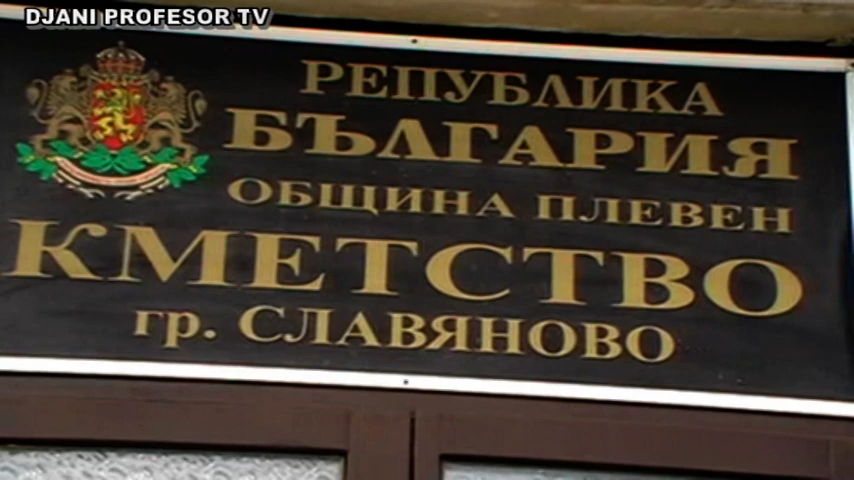 DJANI PROFESOR TV
РЕПУБЛИКА
БЪЛГАРИЯ
ОБЩИНА ПЛЕВЕН
КМЕТСТВО
гр. СЛАВЯНОВО